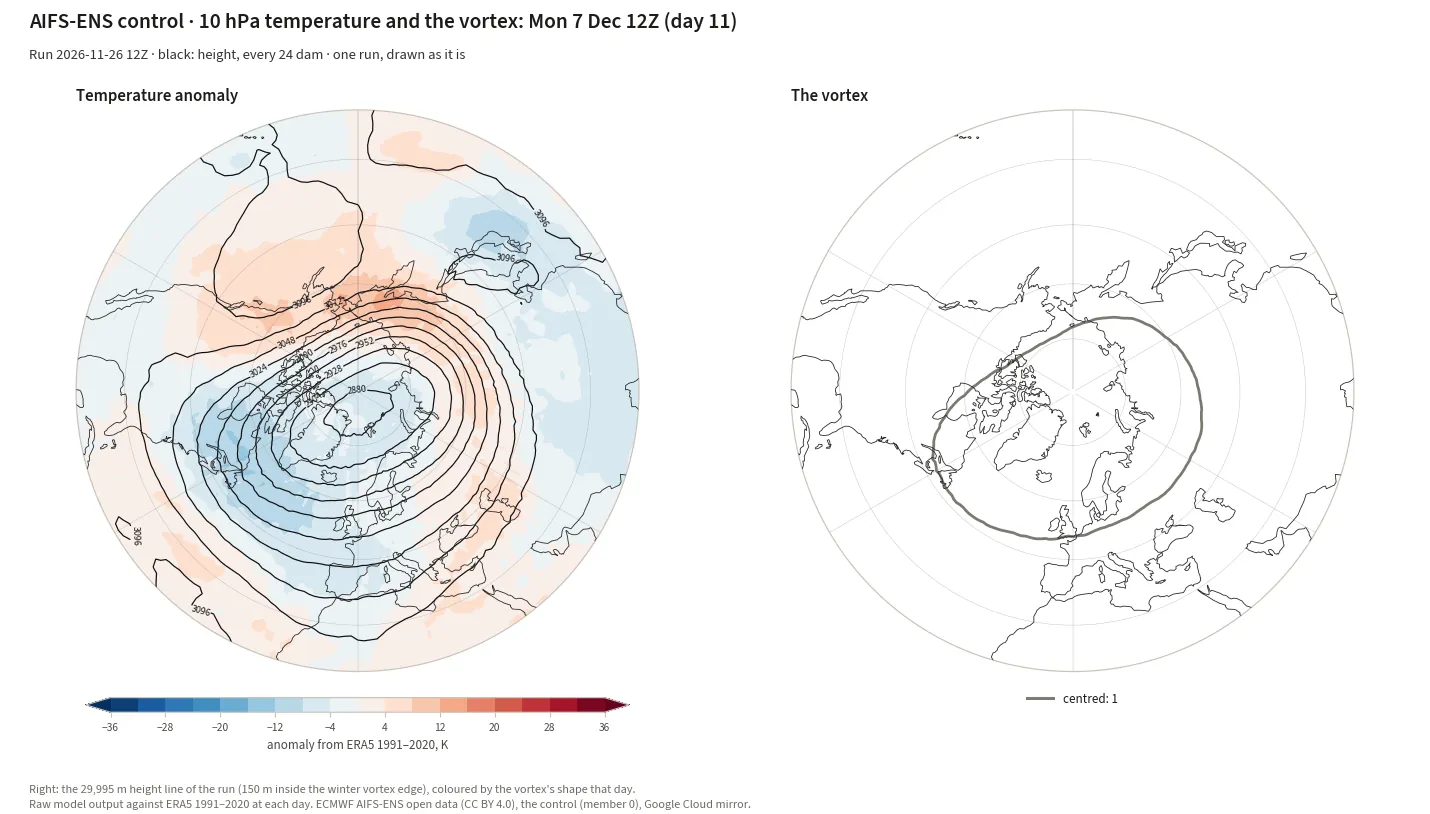 AIFS-ENS control · 10 hPa temperature and the vortex: Mon 7 Dec 12Z (day 11)
Run 2026-11-26 12Z · black: height, every 24 dam · one run, drawn as it is
Temperature anomaly
The vortex
3096
3096
3096
3048
2976
2952
3024
2928
2880
3096
3096
−36
−28
−20
−12
−4
4
12
20
28
36
anomaly from ERA5 1991–2020, K
centred: 1
Right: the 29,995 m height line of the run (150 m inside the winter vortex edge), coloured by the vortex's shape that day.
Raw model output against ERA5 1991–2020 at each day. ECMWF AIFS-ENS open data (CC BY 4.0), the control (member 0), Google Cloud mirror.